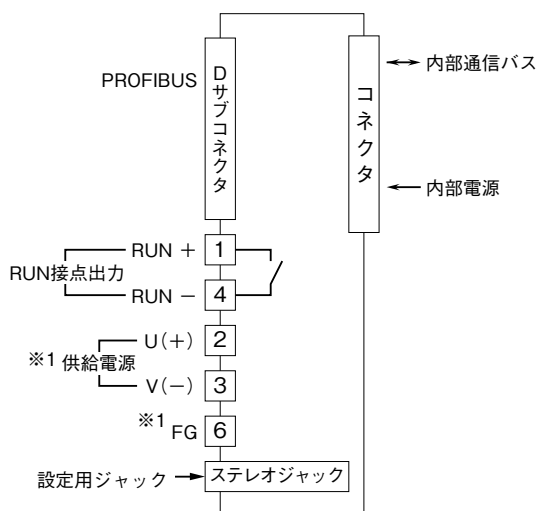 PROFIBUS
Dサブコネクタ
コネクタ
内部通信バス
内部電源
RUN +
1
RUN接点出力
RUN −
4
U(+)
2
※1 供給電源
V(−)
3
※1 FG
6
設定用ジャック
ステレオジャック